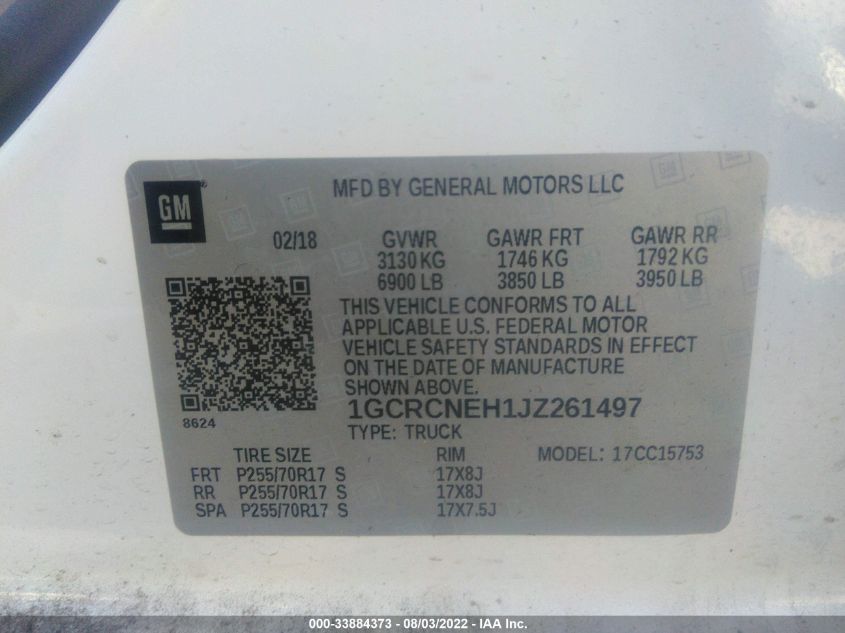 GM
MFD BY GENERAL MOTORS LLC
02/18 GVWR GAWR FRT GAWR RR
3130 KG 1746 KG 1792 KG
6900 LB 3850 LB 3950 LB
THIS VEHICLE CONFORMS TO ALL
APPLICABLE U.S. FEDERAL MOTOR
VEHICLE SAFETY STANDARDS IN EFFECT
ON THE DATE OF MANUFACTURE
SHOWN ABOVE.
8624
1GCRCNEH1JZ261497
TYPE: TRUCK
TIRE SIZE RIM MODEL: 17CC15753
FRT P255/70R17 S 17X8J
RR P255/70R17 S 17X8J
SPA P255/70R17 S 17X7.5J
000-33884373 - 08/03/2022 - IAA Inc.